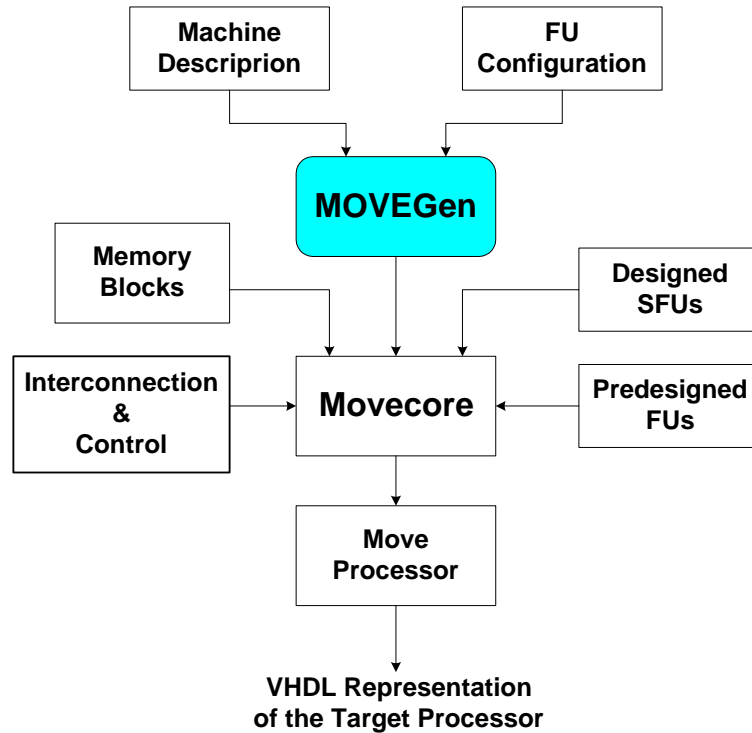 Machine
Descriprion
FU
Configuration
MOVEGen
Memory
Blocks
Designed
SFUs
Interconnection
&
Control
Movecore
Predesigned
FUs
Move
Processor
VHDL Representation
of the Target Processor